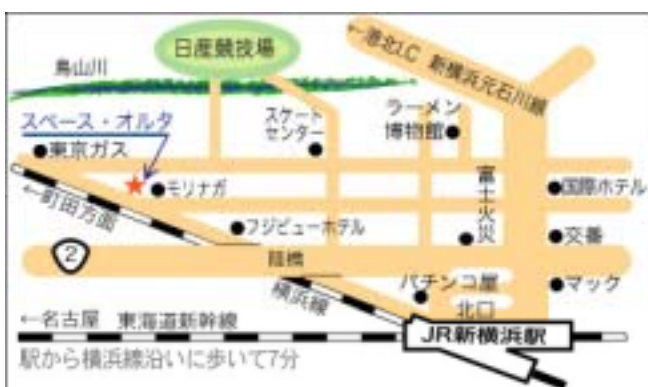 日産競技場
←港北I.C 新横浜元石川線
鳥山川
スペース・オルタ
スケート
センター
ラーメン
博物館
東京ガス
モリナガ
富士火災
国際ホテル
←町田方面
フジビューホテル
交番
2
陸橋
横浜線
パチンコ屋
マック
北口
←名古屋 東海道新幹線
JR新横浜駅
駅から横浜線沿いに歩いて7分